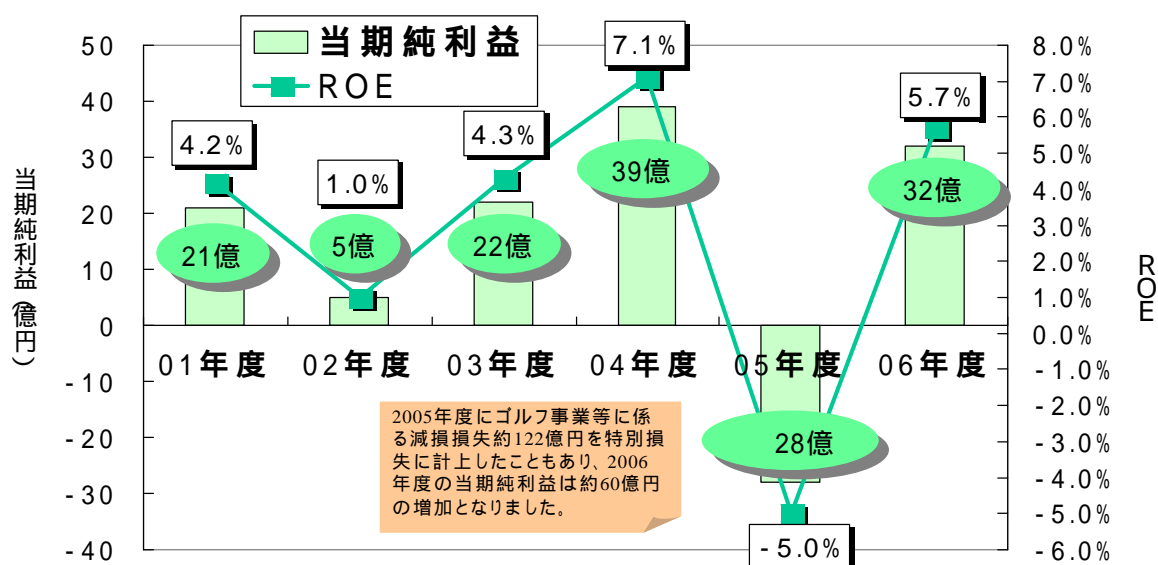 当期純利益
ROE
50
40
30
20
10
0
-10
-20
-30
-40
当期純利益（億円）
8.0%
7.0%
6.0%
5.0%
4.0%
3.0%
2.0%
1.0%
0.0%
-1.0%
-2.0%
-3.0%
-4.0%
-5.0%
-6.0%
ROE
4.2%
1.0%
4.3%
7.1%
-5.0%
5.7%
21億
5億
22億
39億
28億
32億
01年度
02年度
03年度
04年度
05年度
06年度
2005年度にゴルフ事業等に係
る減損損失約122億円を特別損
失に計上したこともあり、2006
年度の当期純利益は約60億円
の増加となりました。